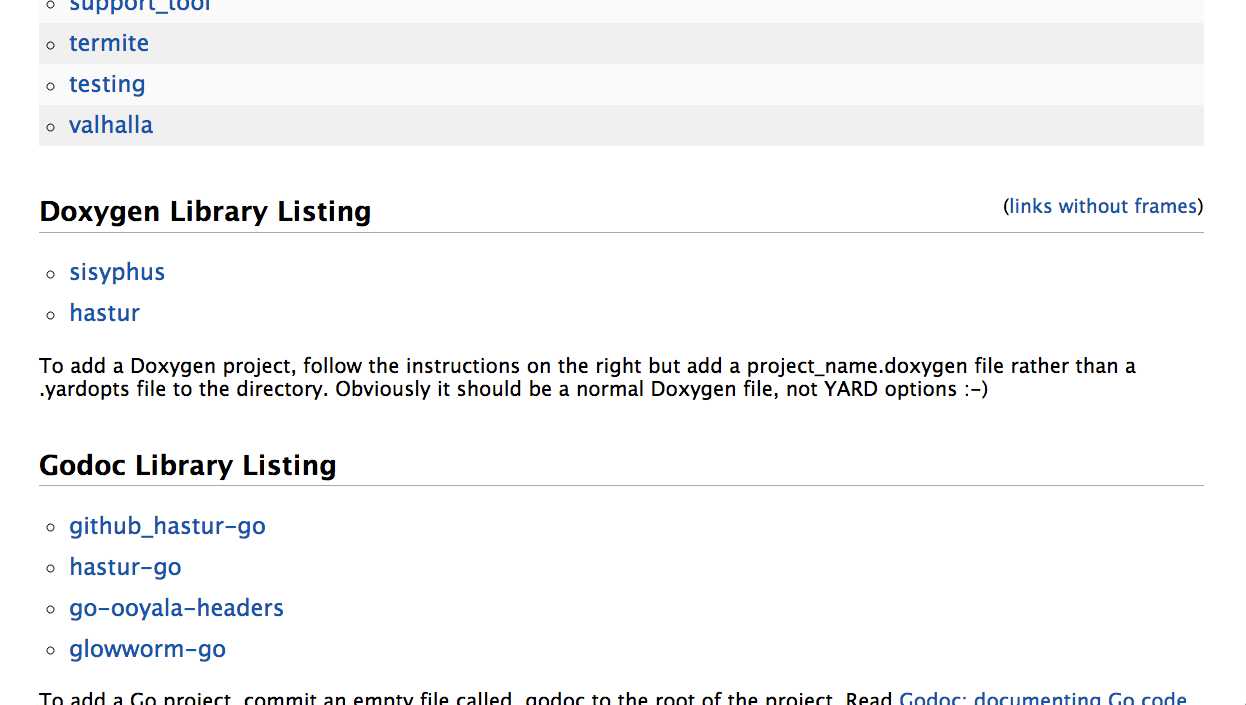 support_tool
termite
testing
valhalla
Doxygen Library Listing
(links without frames)
sisyphus
hastur
To add a Doxygen project, follow the instructions on the right but add a project_name.doxygen file rather than a
.yardopts file to the directory. Obviously it should be a normal Doxygen file, not YARD options :-)
Godoc Library Listing
github_hastur-go
hastur-go
go-ooyala-headers
glowworm-go
To add a Go project, commit an empty file called .godoc to the root of the project. Read Godoc: documenting Go code